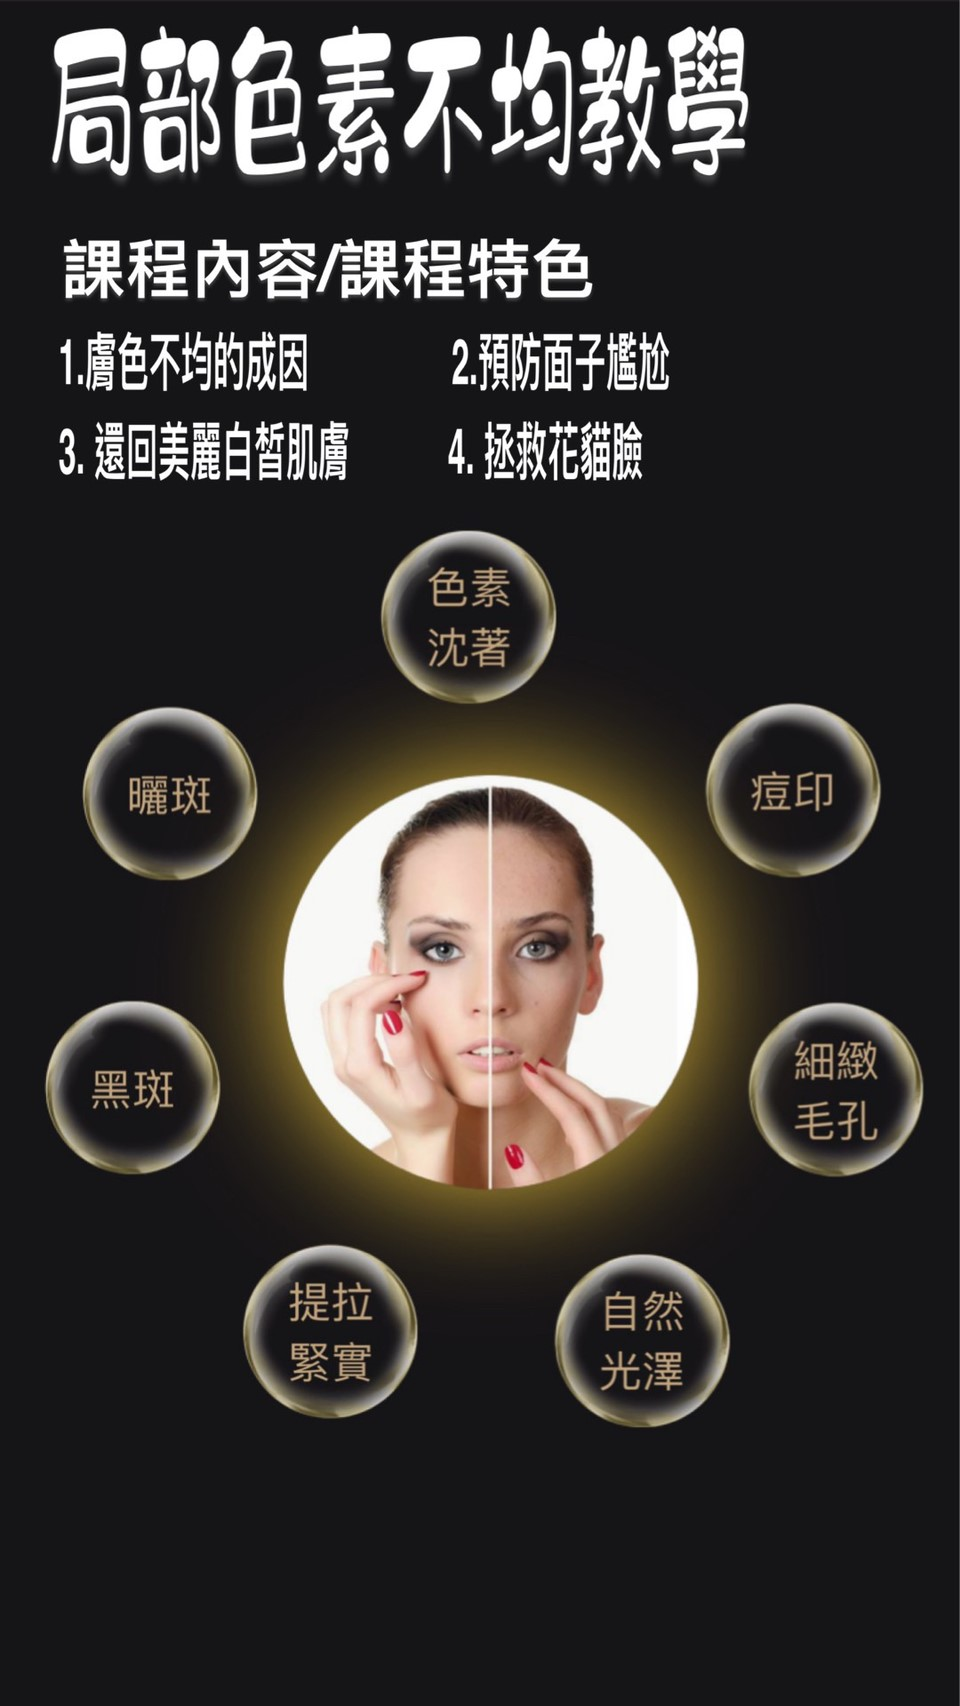 局部色素不均教學
課程內容/課程特色
1.膚色不均的成因
2.預防面子尷尬
3. 還回美麗白皙肌膚
4. 拯救花貓臉
色素
沈著
曬斑
痘印
黑斑
細緻
毛孔
提拉
緊實
自然
光澤